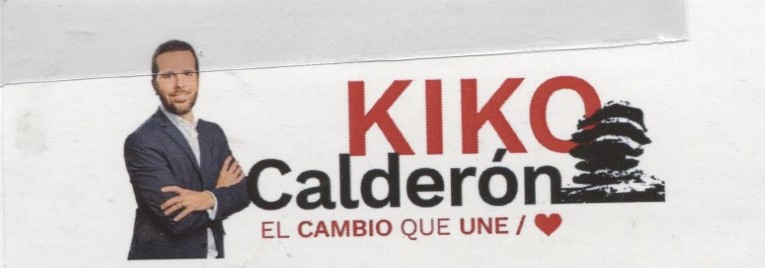 KIKO
Calderón
EL CAMBIO QUE UNE /